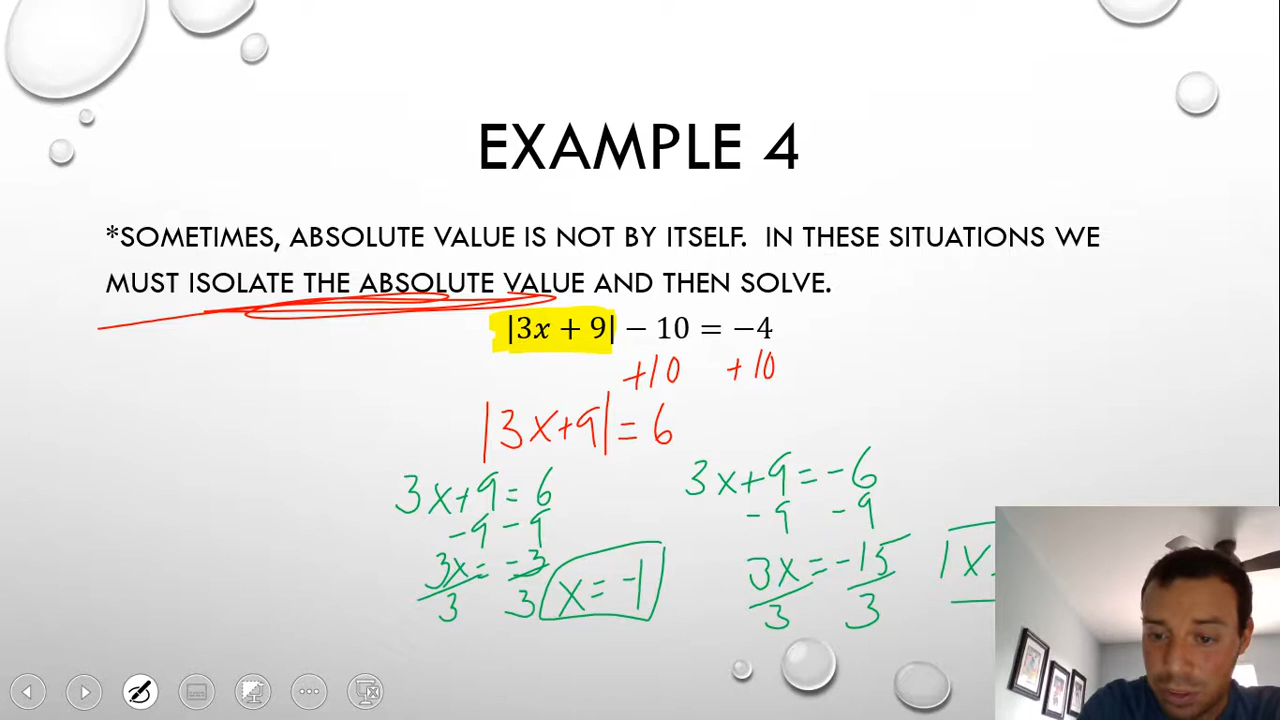 EXAMPLE 4
*SOMETIMES, ABSOLUTE VALUE IS NOT BY ITSELF. IN THESE SITUATIONS WE
MUST ISOLATE THE ABSOLUTE VALUE AND THEN SOLVE.
|3x + 9| − 10 = −4
+10 +10
|3x+9| = 6
3x+9 = 6
-9 -9
3x = -3
3 3
x = -1
3x+9 = -6
-9 -9
3x = -15
3 3
x=